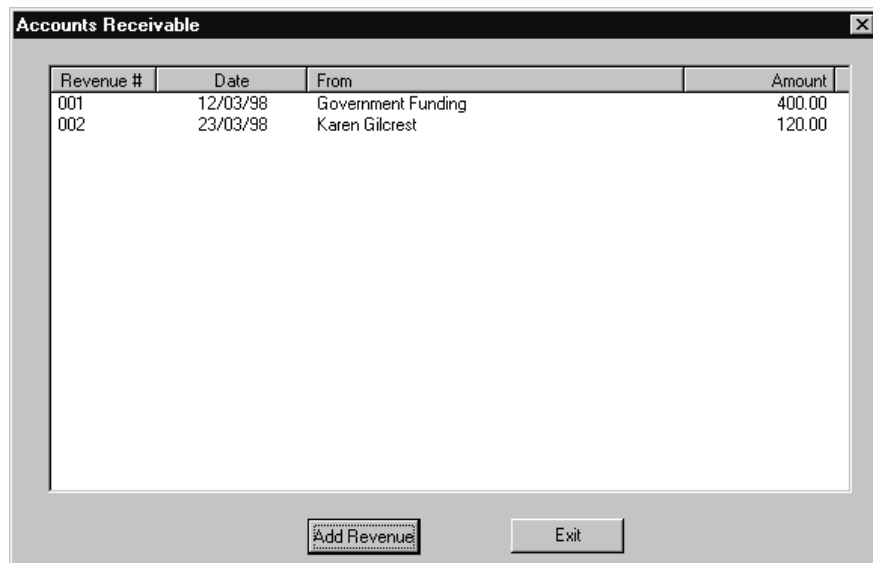 Accounts Receivable
Revenue # Date From Amount
001 12/03/98 Government Funding 400.00
002 23/03/98 Karen Gilcrest 120.00
Add Revenue Exit